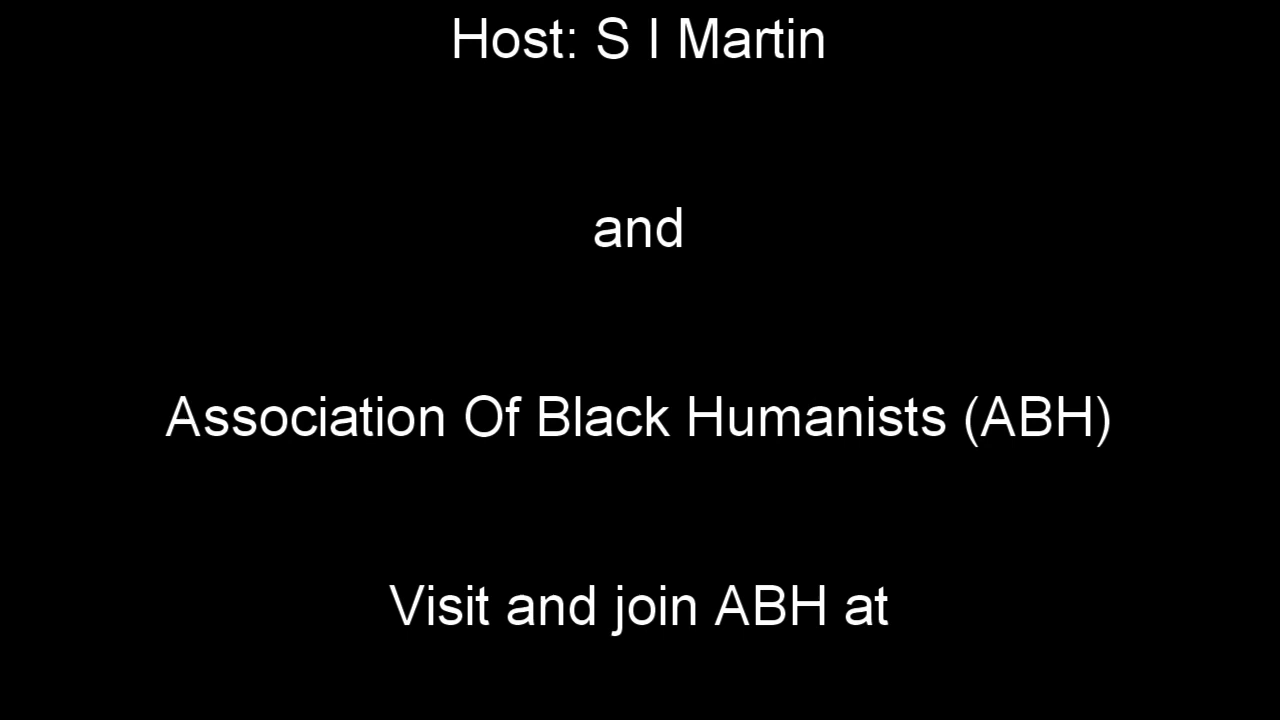 Host: S I Martin
and
Association Of Black Humanists (ABH)
Visit and join ABH at